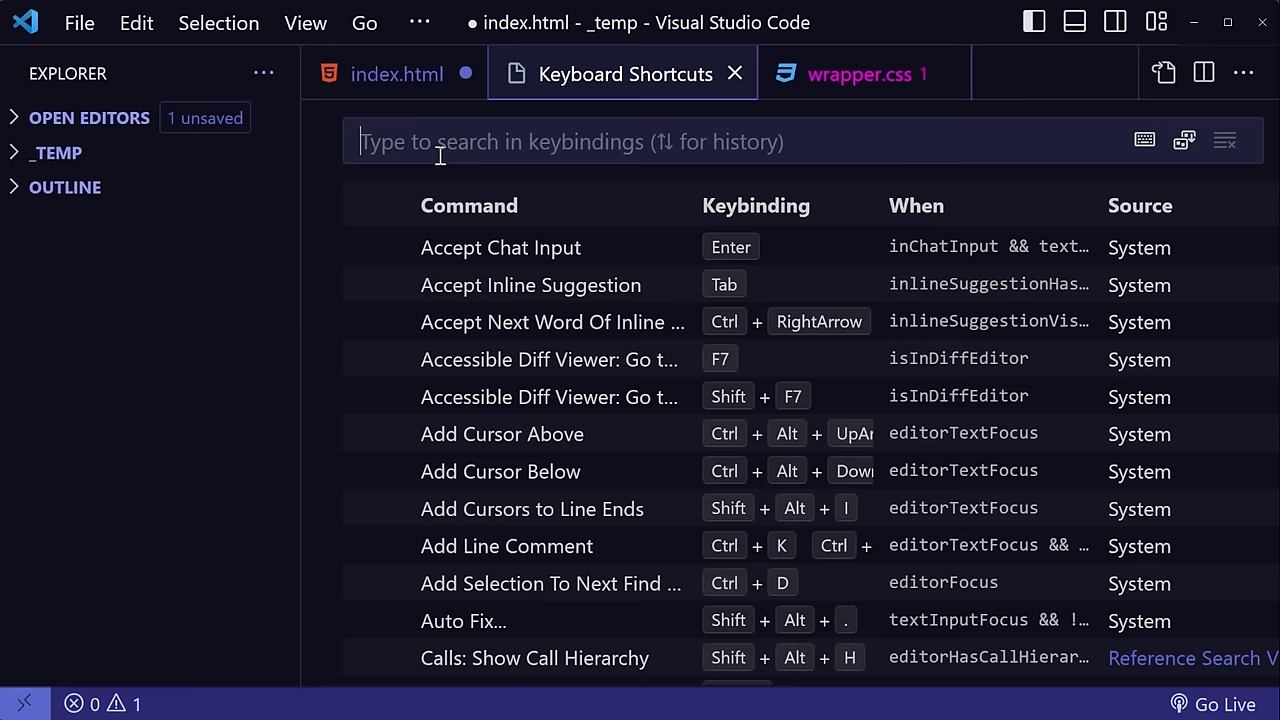 File Edit Selection View Go ··· ● index.html - _temp - Visual Studio Code
EXPLORER ··· index.html Keyboard Shortcuts wrapper.css 1 ···
OPEN EDITORS 1 unsaved
_TEMP
OUTLINE
Type to search in keybindings (⇅ for history)
Command Keybinding When Source
Accept Chat Input Enter inChatInput && text… System
Accept Inline Suggestion Tab inlineSuggestionHas… System
Accept Next Word Of Inline ... Ctrl + RightArrow inlineSuggestionVis… System
Accessible Diff Viewer: Go t... F7 isInDiffEditor System
Accessible Diff Viewer: Go t... Shift + F7 isInDiffEditor System
Add Cursor Above Ctrl + Alt + UpAr editorTextFocus System
Add Cursor Below Ctrl + Alt + Down editorTextFocus System
Add Cursors to Line Ends Shift + Alt + I editorTextFocus System
Add Line Comment Ctrl + K Ctrl + editorTextFocus && … System
Add Selection To Next Find ... Ctrl + D editorFocus System
Auto Fix... Shift + Alt + . textInputFocus && !… System
Calls: Show Call Hierarchy Shift + Alt + H editorHasCallHierar… Reference Search V
0 1 Go Live